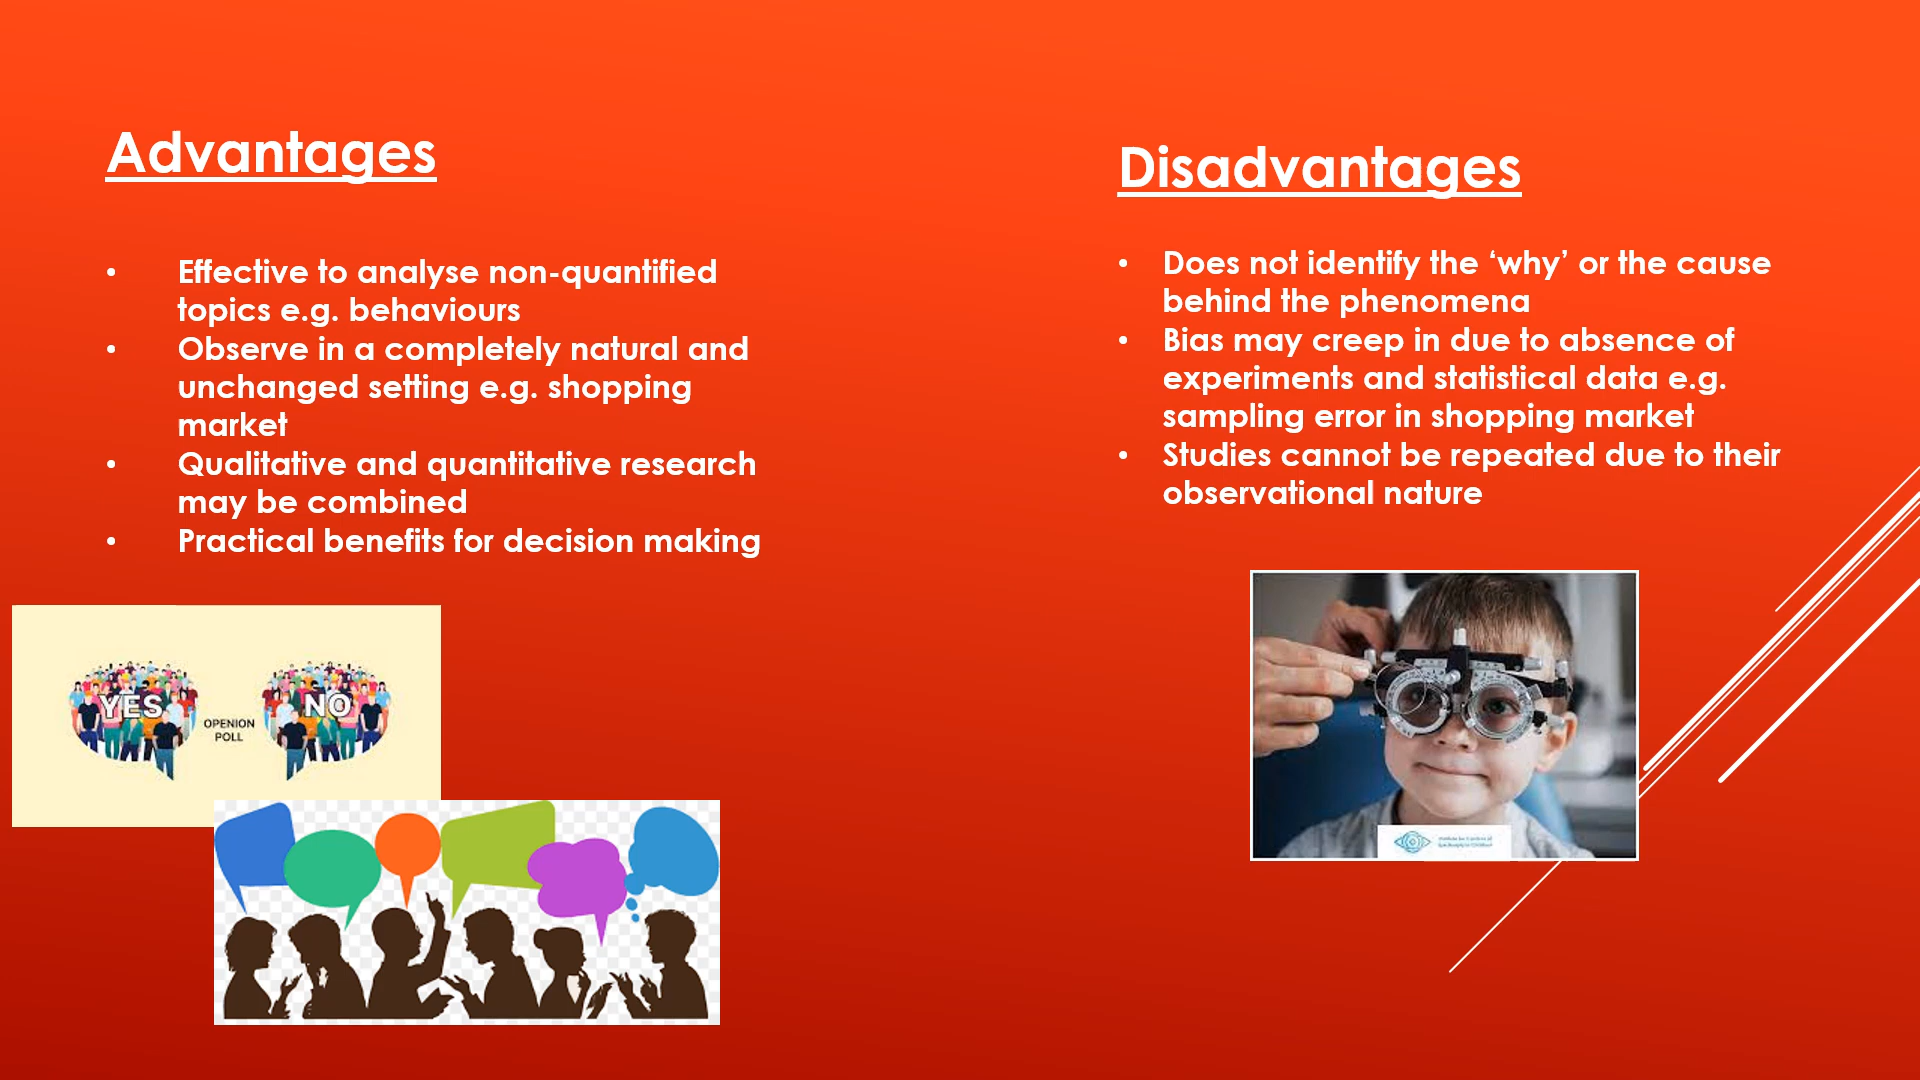 Advantages
• Effective to analyse non-quantified
topics e.g. behaviours
• Observe in a completely natural and
unchanged setting e.g. shopping
market
• Qualitative and quantitative research
may be combined
• Practical benefits for decision making
Disadvantages
• Does not identify the ‘why’ or the cause
behind the phenomena
• Bias may creep in due to absence of
experiments and statistical data e.g.
sampling error in shopping market
• Studies cannot be repeated due to their
observational nature
YES
OPENION
POLL
NO